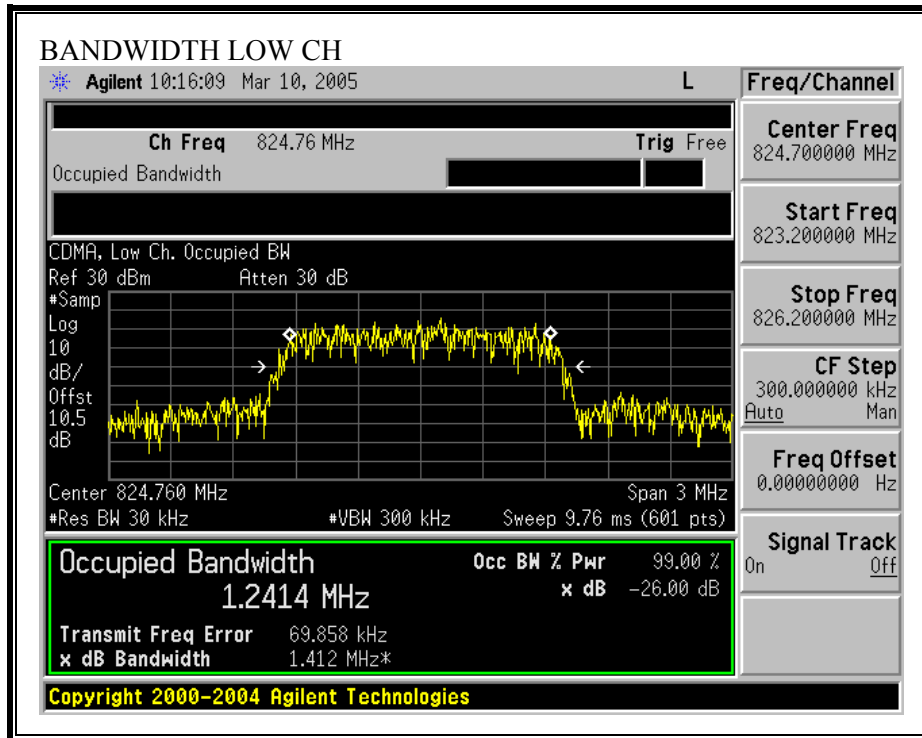 BANDWIDTH LOW CH
Agilent 10:16:09 Mar 10, 2005 L
Freq/Channel
Ch Freq 824.76 MHz Trig Free
Occupied Bandwidth
Center Freq
824.700000 MHz
Start Freq
823.200000 MHz
Stop Freq
826.200000 MHz
CF Step
300.000000 kHz
Auto Man
Freq Offset
0.00000000 Hz
Signal Track
On Off
CDMA, Low Ch. Occupied BW
Ref 30 dBm Atten 30 dB
#Samp
Log
10
dB/
Offst
10.5
dB
Center 824.760 MHz Span 3 MHz
#Res BW 30 kHz #VBW 300 kHz Sweep 9.76 ms (601 pts)
Occupied Bandwidth Occ BW % Pwr 99.00 %
1.2414 MHz x dB -26.00 dB
Transmit Freq Error 69.858 kHz
x dB Bandwidth 1.412 MHz*
Copyright 2000-2004 Agilent Technologies